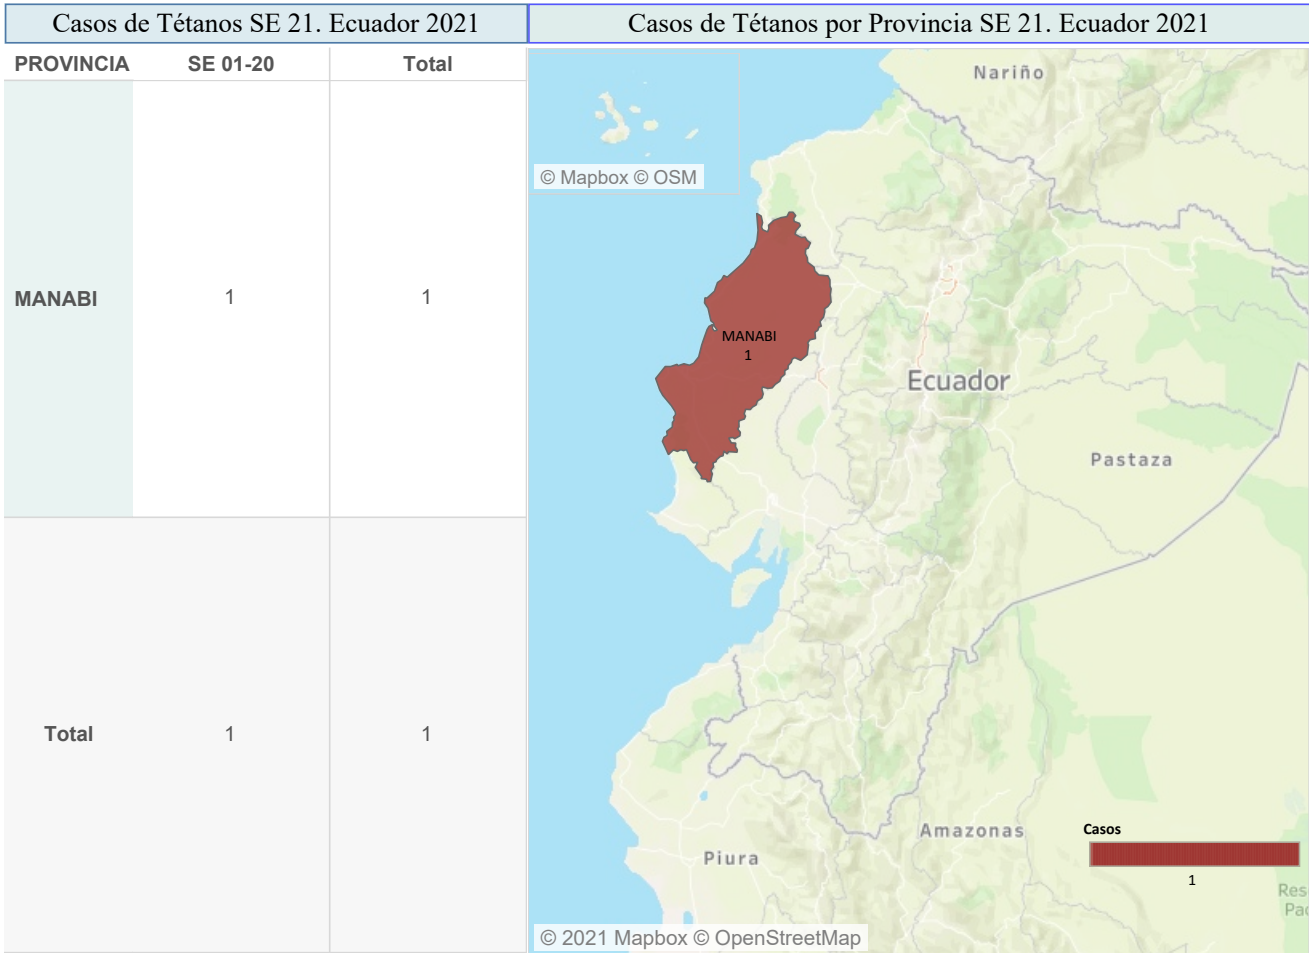 Casos de Tétanos SE 21. Ecuador 2021
Casos de Tétanos por Provincia SE 21. Ecuador 2021
PROVINCIA SE 01-20 Total
MANABI 1 1
Total 1 1
Nariño
© Mapbox © OSM
MANABI
1
Ecuador
Pastaza
Amazonas
Piura
Casos
1
Res
Pac
© 2021 Mapbox © OpenStreetMap